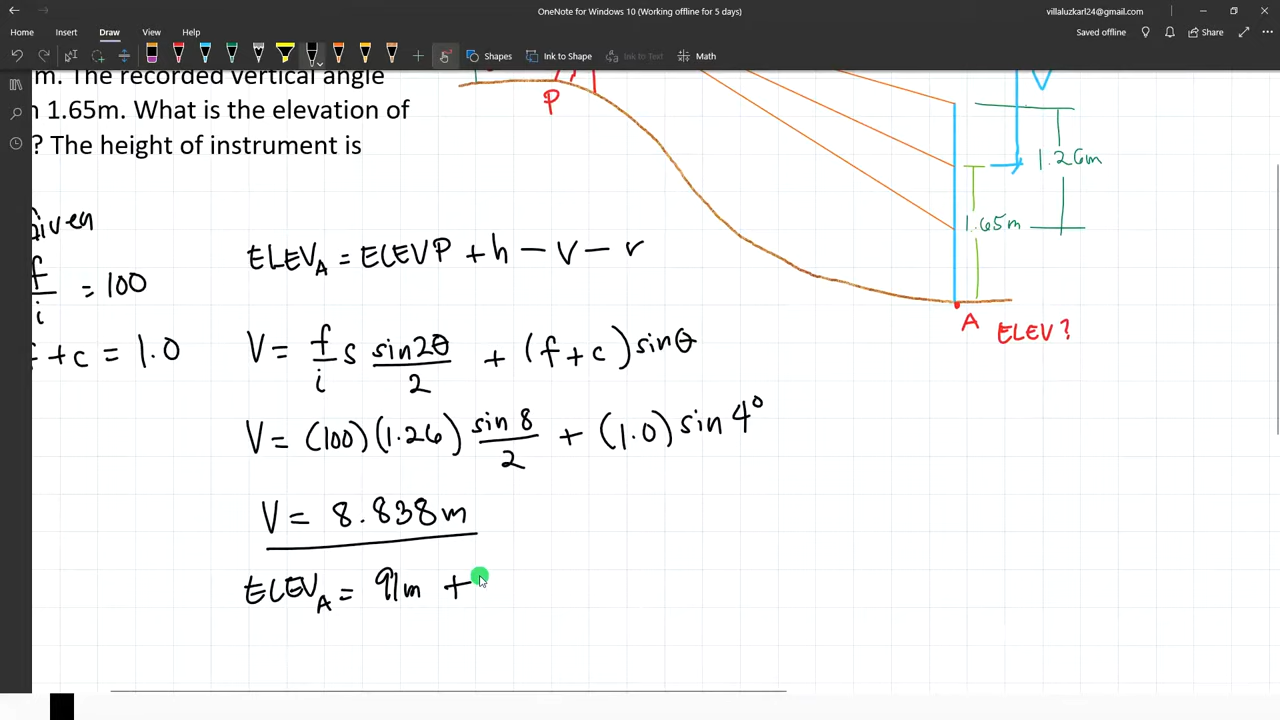 OneNote for Windows 10 (Working offline for 5 days)
villaluzkarl24@gmail.com
Home Insert Draw View Help
Saved offline Share
Shapes Ink to Shape Ink to Text Math
m. The recorded vertical angle
1.65m. What is the elevation of
? The height of instrument is
P
V
1.26m
1.65m
A ELEV?
Given
f/i = 100
f+c = 1.0
ELEV_A = ELEVP + h - V - r
V = f/i s sin2θ/2 + (f+c) sinθ
V = (100)(1.26) sin 8/2 + (1.0) sin 4°
V = 8.838m
ELEV_A = 91m +